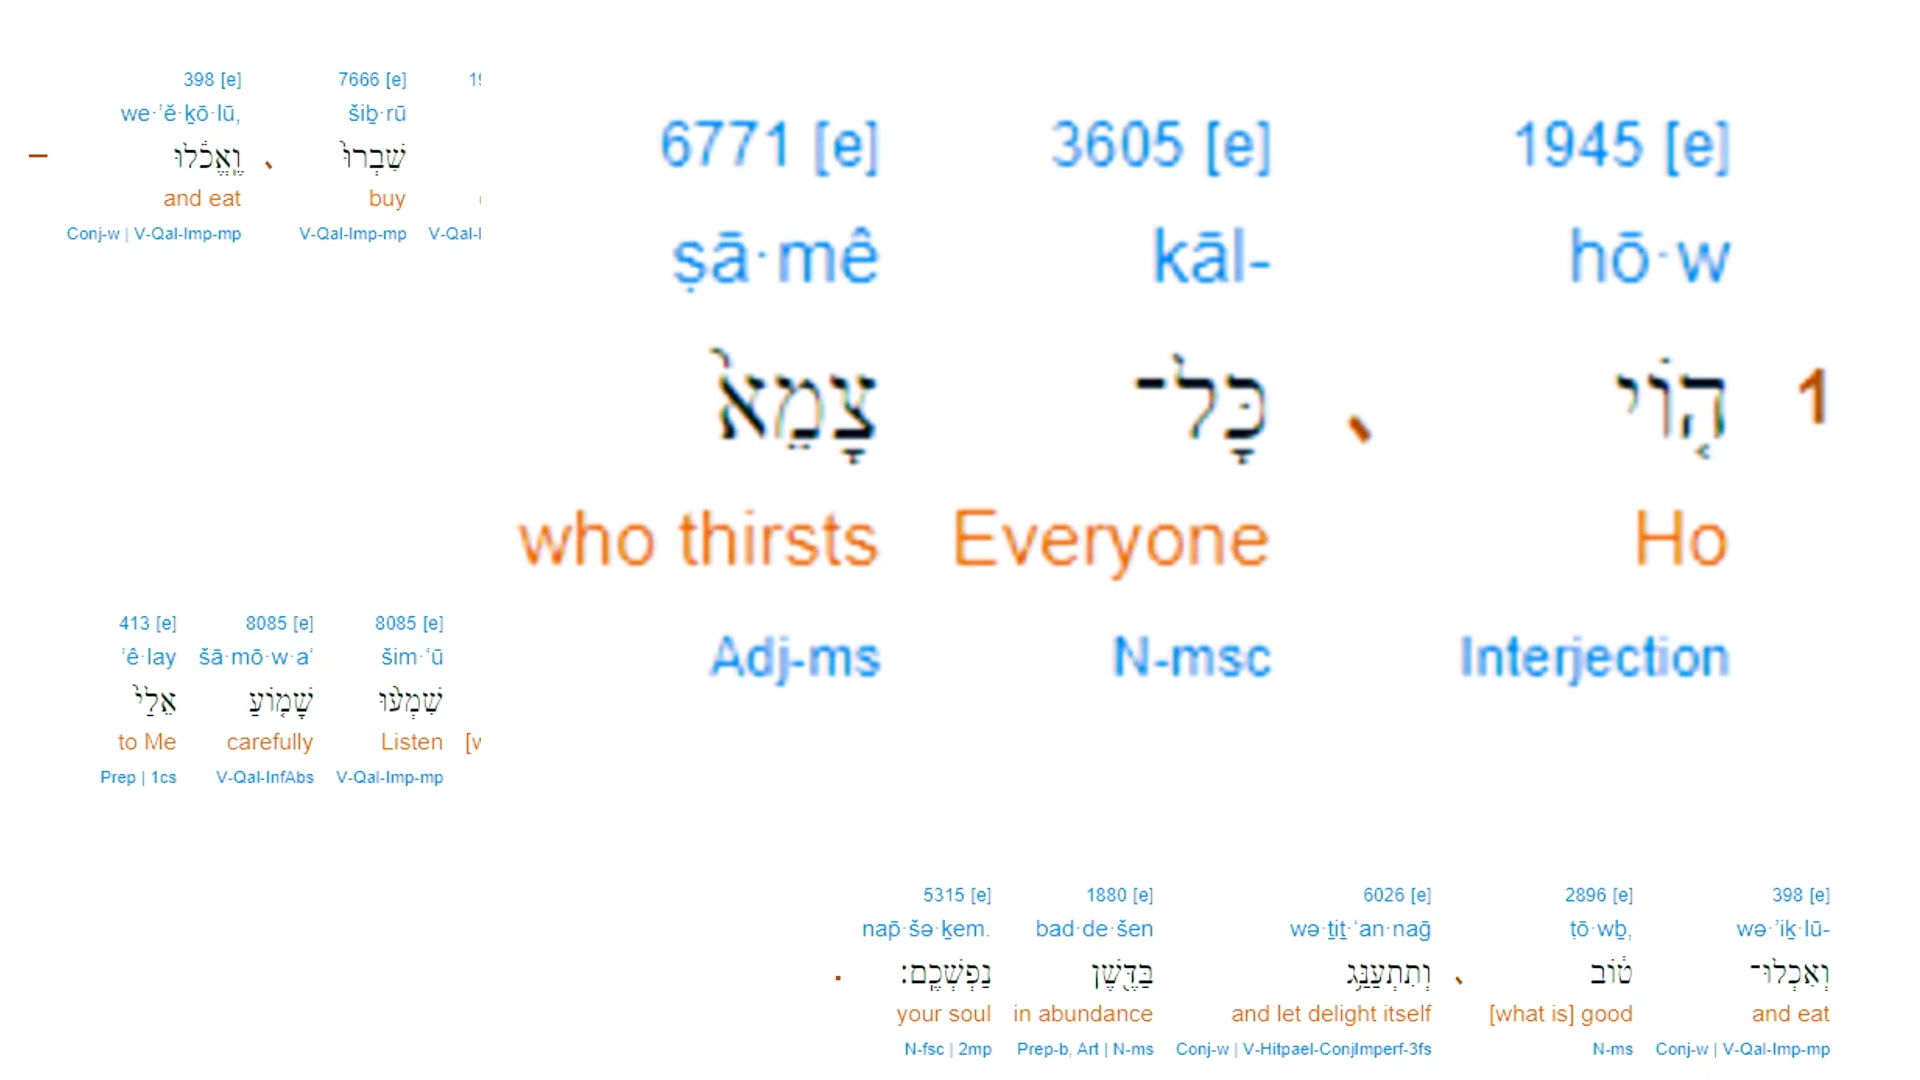 398 [e] 7666 [e]
we·’ĕ·ḵō·lū, šiḇ·rū
– וֶֽאֱכֹ֔לוּ 、 שִׁבְרוּ֙
and eat buy
Conj-w | V-Qal-Imp-mp V-Qal-Imp-mp
6771 [e] 3605 [e] 1945 [e]
ṣā·mê kāl- hō·w
צָמֵא֙ כָּל־ 、 הֹ֤וי 1
who thirsts Everyone Ho
Adj-ms N-msc Interjection
413 [e] 8085 [e] 8085 [e]
’ê·lay šā·mō·w·a‘ šim·‘ū
אֵלַי֙ שָׁמ֤וֹעַ שִׁמְע֨וּ
to Me carefully Listen
Prep | 1cs V-Qal-InfAbs V-Qal-Imp-mp
5315 [e] 1880 [e] 6026 [e] 2896 [e] 398 [e]
nap̄·šə·ḵem. bad·de·šen wə·ṯiṯ·‘an·naḡ ṭō·wḇ, wə·’iḵ·lū-
. נַפְשְׁכֶֽם׃ בַּדֶּ֖שֶׁן וְתִתְעַנַּ֥ג 、 ט֔וֹב וְאִכְלוּ־
your soul in abundance and let delight itself [what is] good and eat
N-fsc | 2mp Prep-b, Art | N-ms Conj-w | V-Hitpael-ConjImperf-3fs N-ms Conj-w | V-Qal-Imp-mp